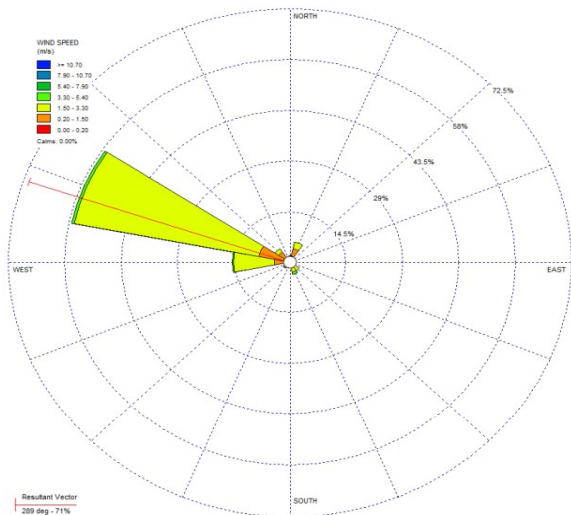 NORTH
WIND SPEED
(m/s)
>= 10.70
7.90 - 10.70
5.40 - 7.90
3.30 - 5.40
1.50 - 3.30
0.20 - 1.50
0.00 - 0.20
Calms: 0.00%
72.5%
58%
43.5%
29%
14.5%
WEST
EAST
SOUTH
Resultant Vector
289 deg - 71%